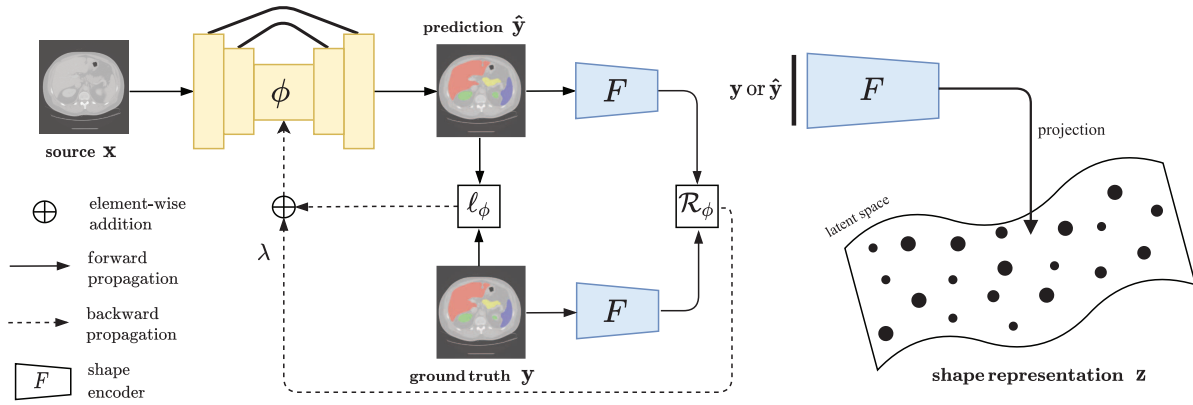 source x
ϕ
prediction ŷ
F
ℓϕ
ℛϕ
λ
F
ground truth y
element-wise
addition
forward
propagation
backward
propagation
F
shape
encoder
y or ŷ
F
projection
latent space
shape representation z